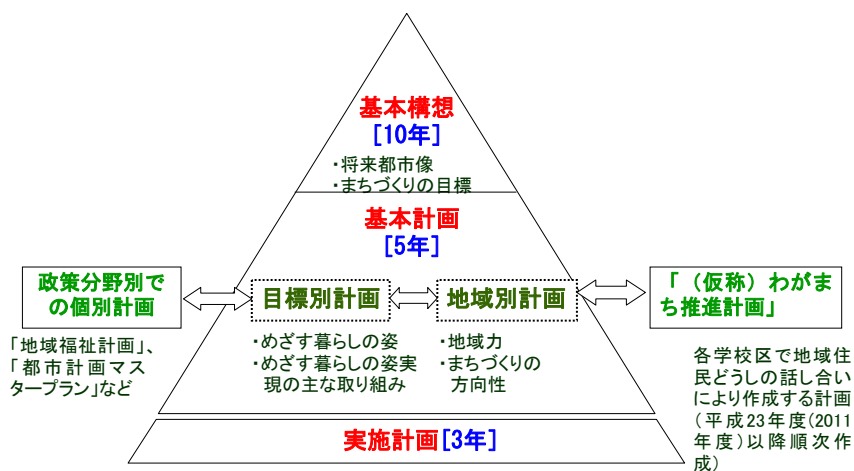 基本構想
[10年]
・将来都市像
・まちづくりの目標
基本計画
[5年]
政策分野別で
の個別計画
目標別計画
地域別計画
「（仮称）わがま
ち推進計画」
「地域福祉計画」、
「都市計画マス
タープラン」など
・めざす暮らしの姿
・めざす暮らしの姿実
現の主な取り組み
・地域力
・まちづくりの
方向性
各学校区で地域住
民どうしの話し合い
により作成する計画
（平成23年度(2011
年度)以降順次作
成）
実施計画[3年]